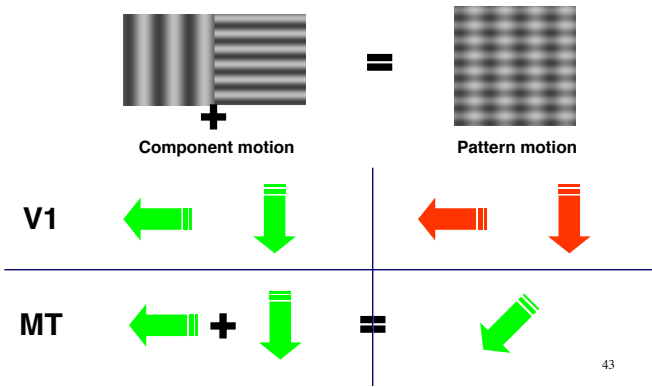 =
+
Component motion
Pattern motion
V1
MT
+
=
43